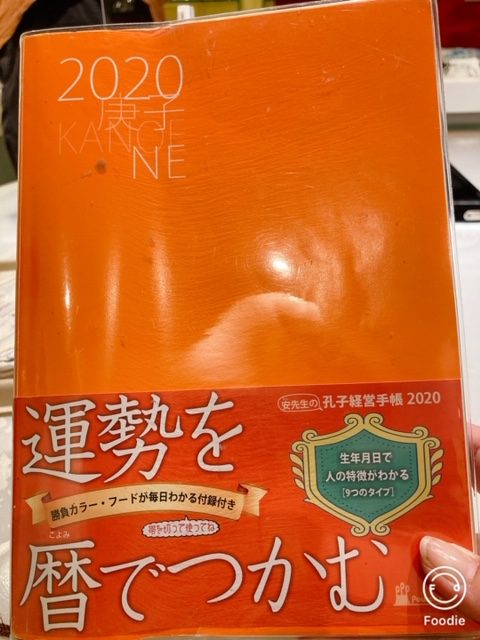 2020
庚子
KANOE
NE
安先生の 孔子経営手帳 2020
運勢を
生年月日で
人の特徴がわかる
[9つのタイプ]
勝負カラー・フードが毎日わかる付録付き
帯を切って使ってね
こよみ
暦でつかむ
Foodie